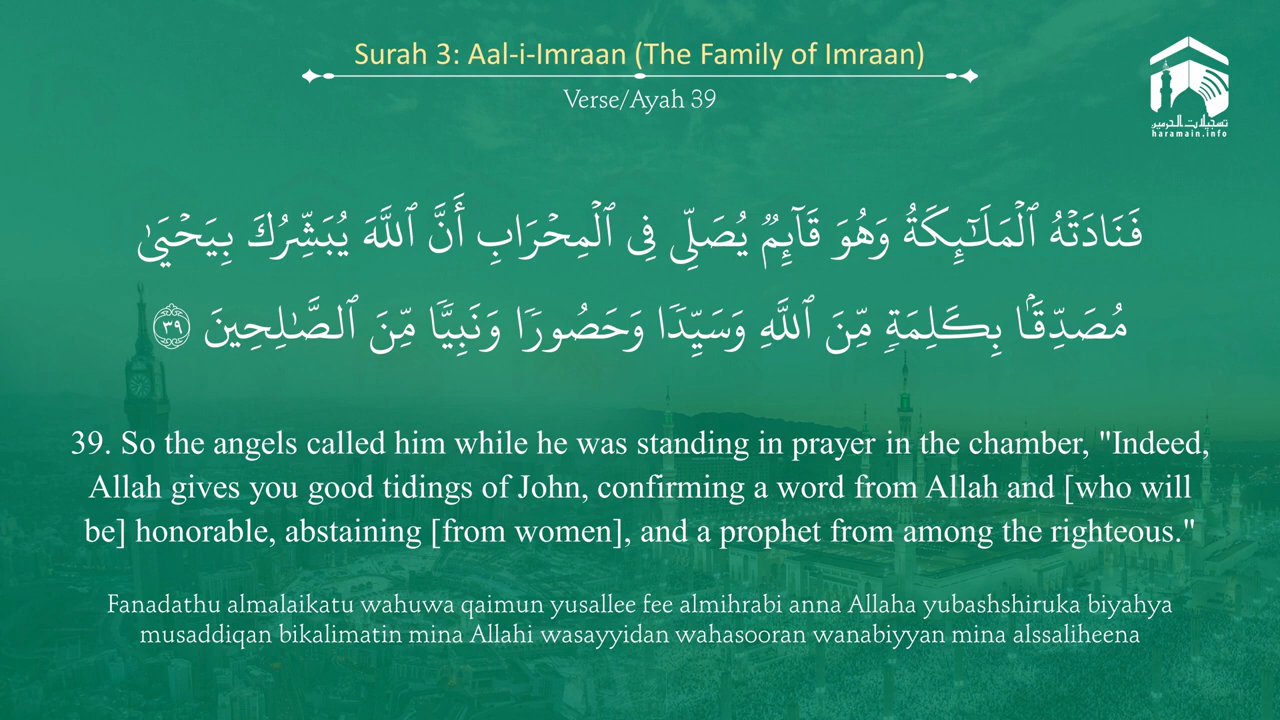 Surah 3: Aal-i-Imraan (The Family of Imraan)
Verse/Ayah 39
تسجيلات الحرمين
haramain.info
فَنَادَتْهُ ٱلْمَلَـٰٓئِكَةُ وَهُوَ قَآئِمٌ يُصَلِّى فِى ٱلْمِحْرَابِ أَنَّ ٱللَّهَ يُبَشِّرُكَ بِيَحْيَىٰ
مُصَدِّقًۢا بِكَلِمَةٍ مِّنَ ٱللَّهِ وَسَيِّدًا وَحَصُورًا وَنَبِيًّا مِّنَ ٱلصَّـٰلِحِينَ ٣٩
39. So the angels called him while he was standing in prayer in the chamber, "Indeed,
Allah gives you good tidings of John, confirming a word from Allah and [who will
be] honorable, abstaining [from women], and a prophet from among the righteous."
Fanadathu almalaikatu wahuwa qaimun yusallee fee almihrabi anna Allaha yubashshiruka biyahya
musaddiqan bikalimatin mina Allahi wasayyidan wahasooran wanabiyyan mina alssaliheena